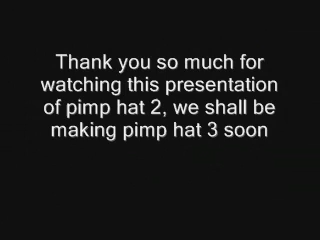 Thank you so much for
watching this presentation
of pimp hat 2, we shall be
making pimp hat 3 soon